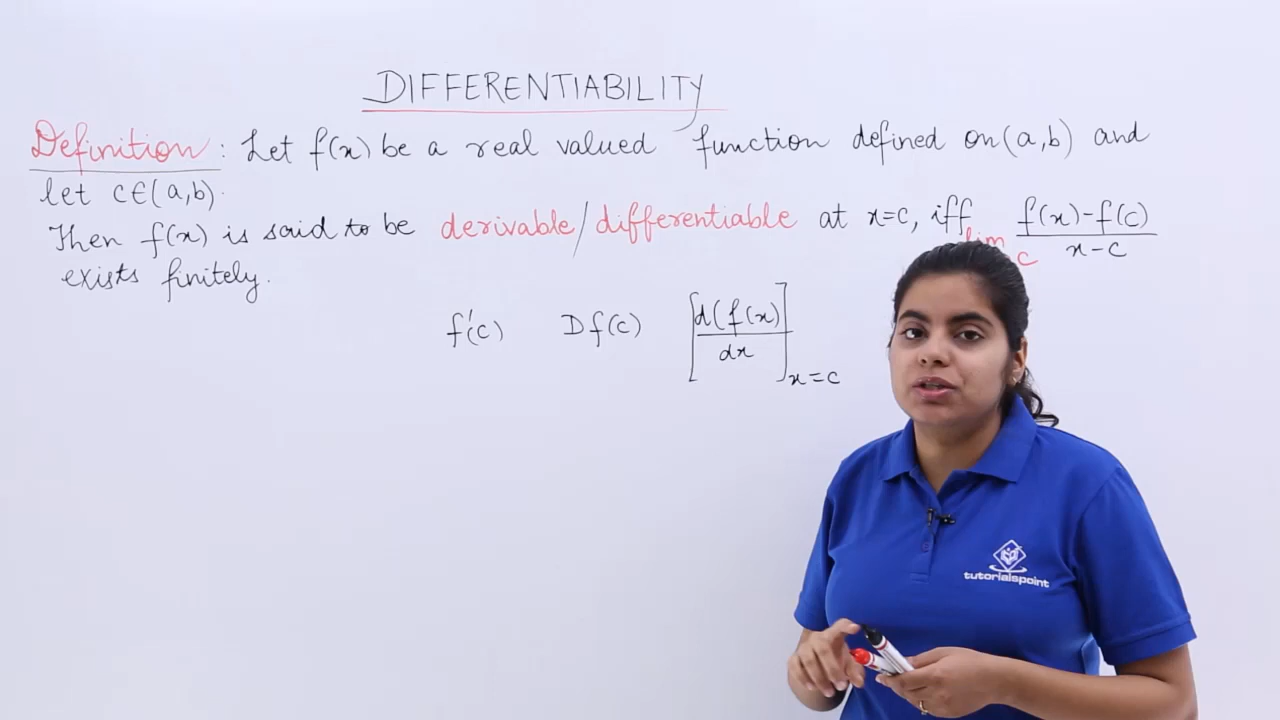 DIFFERENTIABILITY
Definition : Let f(x) be a real valued function defined on (a,b) and
let c∈(a,b).
Then f(x) is said to be derivable/differentiable at x=c, iff lim c f(x)-f(c)
x-c
exists finitely.
f'(c) Df(c) [d(f(x)
dx ]x=c
tutorialspoint